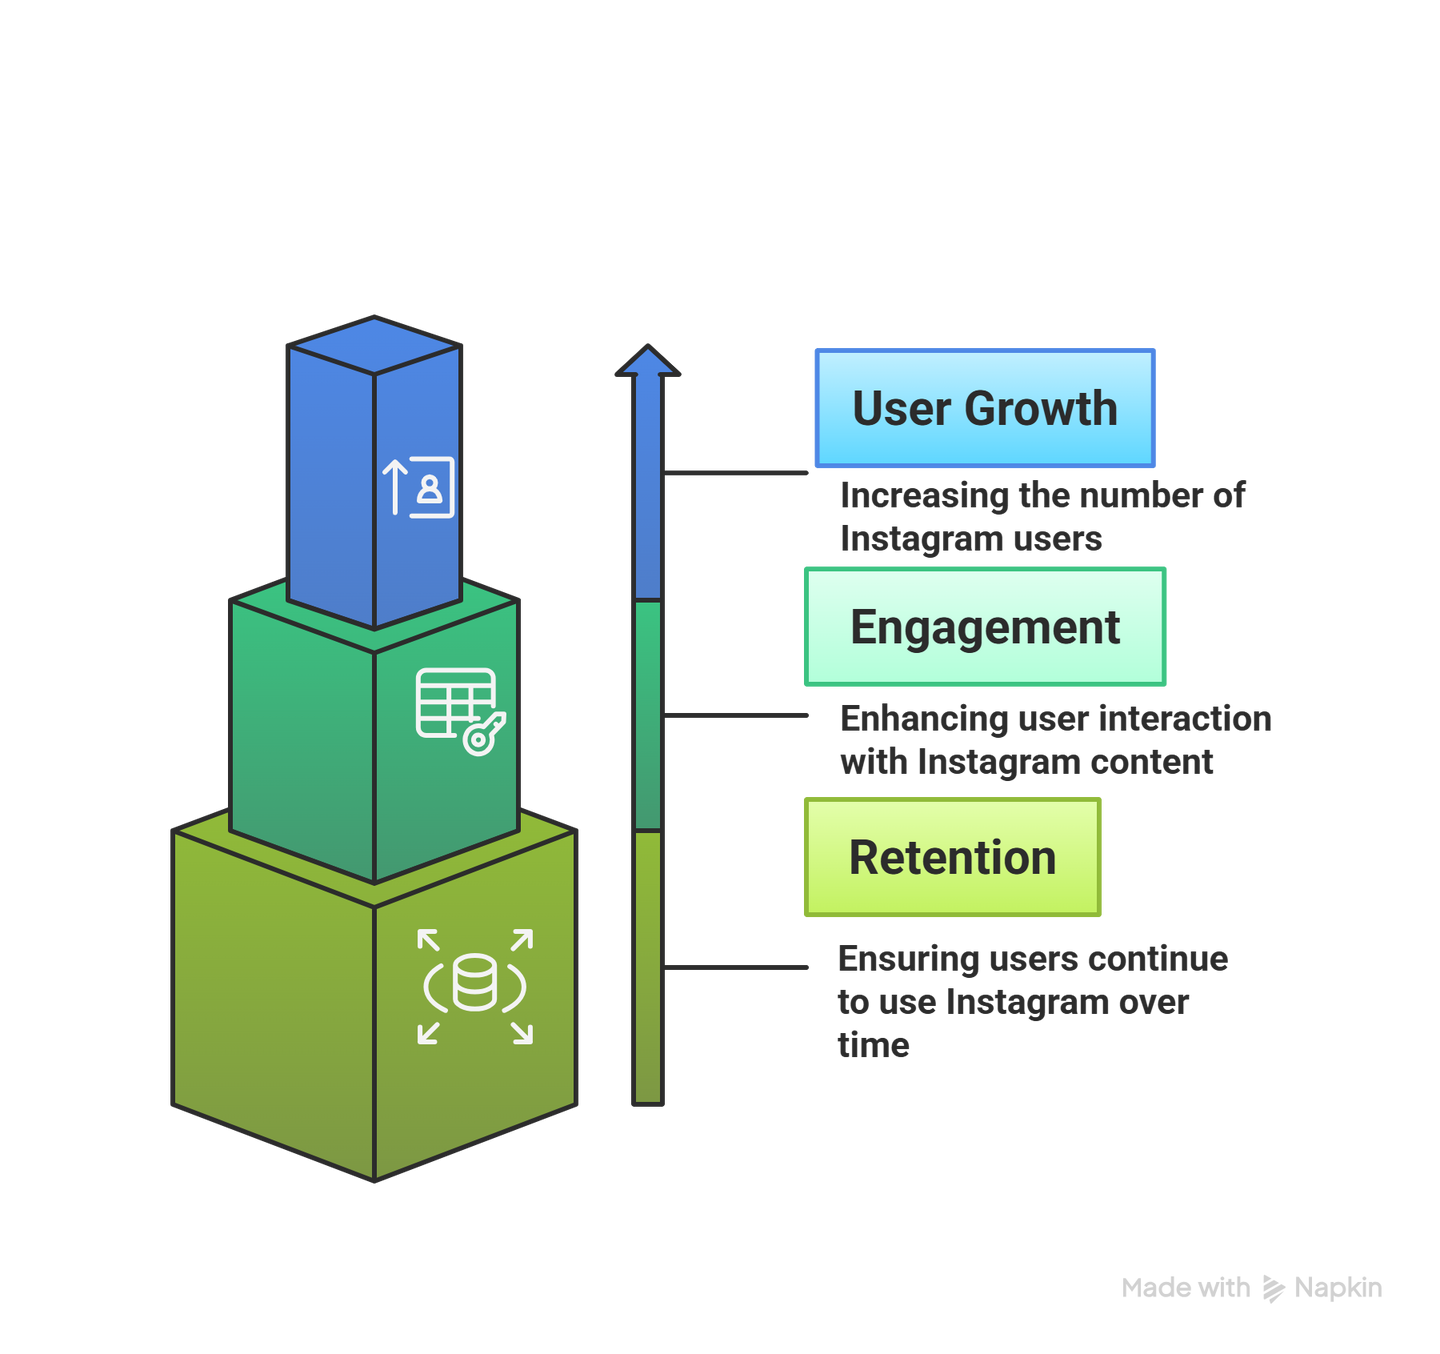 User Growth
Increasing the number of
Instagram users
Engagement
Enhancing user interaction
with Instagram content
Retention
Ensuring users continue
to use Instagram over
time
Made with Napkin